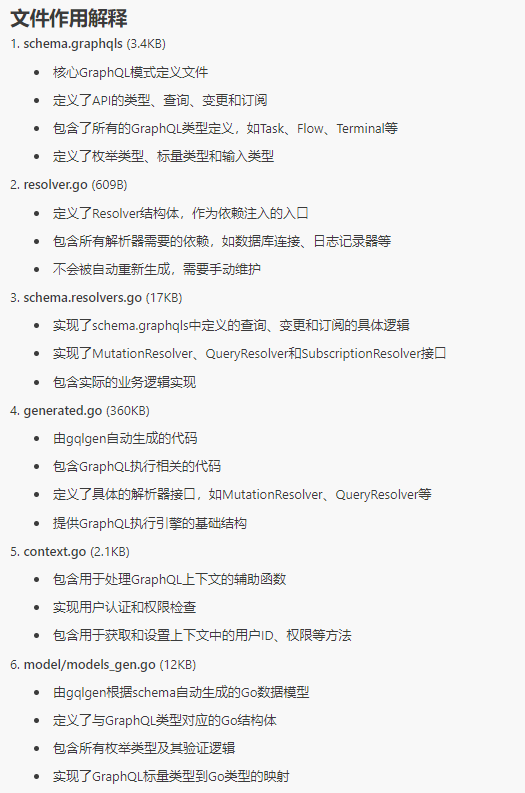 文件作用解释
1. schema.graphqls (3.4KB)
• 核心GraphQL模式定义文件
• 定义了API的类型、查询、变更和订阅
• 包含了所有的GraphQL类型定义，如Task、Flow、Terminal等
• 定义了枚举类型、标量类型和输入类型
2. resolver.go (609B)
• 定义了Resolver结构体，作为依赖注入的入口
• 包含所有解析器需要的依赖，如数据库连接、日志记录器等
• 不会被自动重新生成，需要手动维护
3. schema.resolvers.go (17KB)
• 实现了schema.graphqls中定义的查询、变更和订阅的具体逻辑
• 实现了MutationResolver、QueryResolver和SubscriptionResolver接口
• 包含实际的业务逻辑实现
4. generated.go (360KB)
• 由gqlgen自动生成的代码
• 包含GraphQL执行相关的代码
• 定义了具体的解析器接口，如MutationResolver、QueryResolver等
• 提供GraphQL执行引擎的基础结构
5. context.go (2.1KB)
• 包含用于处理GraphQL上下文的辅助函数
• 实现用户认证和权限检查
• 包含用于获取和设置上下文中的用户ID、权限等方法
6. model/models_gen.go (12KB)
• 由gqlgen根据schema自动生成的Go数据模型
• 定义了与GraphQL类型对应的Go结构体
• 包含所有枚举类型及其验证逻辑
• 实现了GraphQL标量类型到Go类型的映射